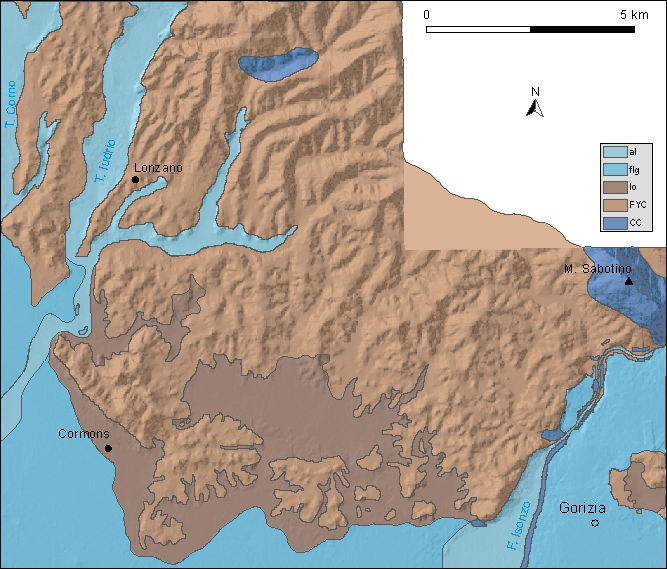 0 5 km
N
T. Corno
T. Iudrio
Lonzano
al
flg
lo
FYC
CC
M. Sabotino
Cormons
Gorizia
F. Isonzo